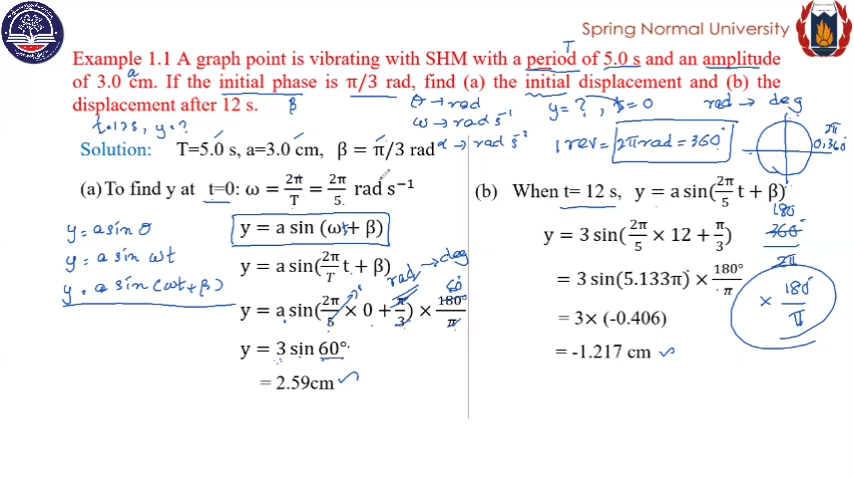 Spring Normal University
Example 1.1 A graph point is vibrating with SHM with a period of 5.0 s and an amplitude
T
of 3.0 cm. If the initial phase is π/3 rad, find (a) the initial displacement and (b) the
a
displacement after 12 s.
β
t=12s, y=?
θ → rad
ω → rad s⁻¹
α → rad s⁻²
y = ? , t = 0
rad → deg
1 rev = 2π rad = 360°
2π
0, 360°
Solution: T=5.0 s, a=3.0 cm, β = π/3 rad
(a) To find y at t=0: ω = 2π/T = 2π/5 rad s⁻¹
y = a sin (ωt + β)
y = a sin(2π/T t + β)
y = a sin(2π/5 × 0 + π/3) × 180°/π
rad → deg
60°
y = 3 sin 60°
= 2.59cm
y = a sin θ
y = a sin ωt
y = a sin (ωt + β)
(b) When t= 12 s, y = a sin(2π/5 t + β)
y = 3 sin(2π/5 × 12 + π/3)
= 3 sin(5.133π) × 180°/π
= 3× (-0.406)
= -1.217 cm
180
360°
2π
× 180°/π